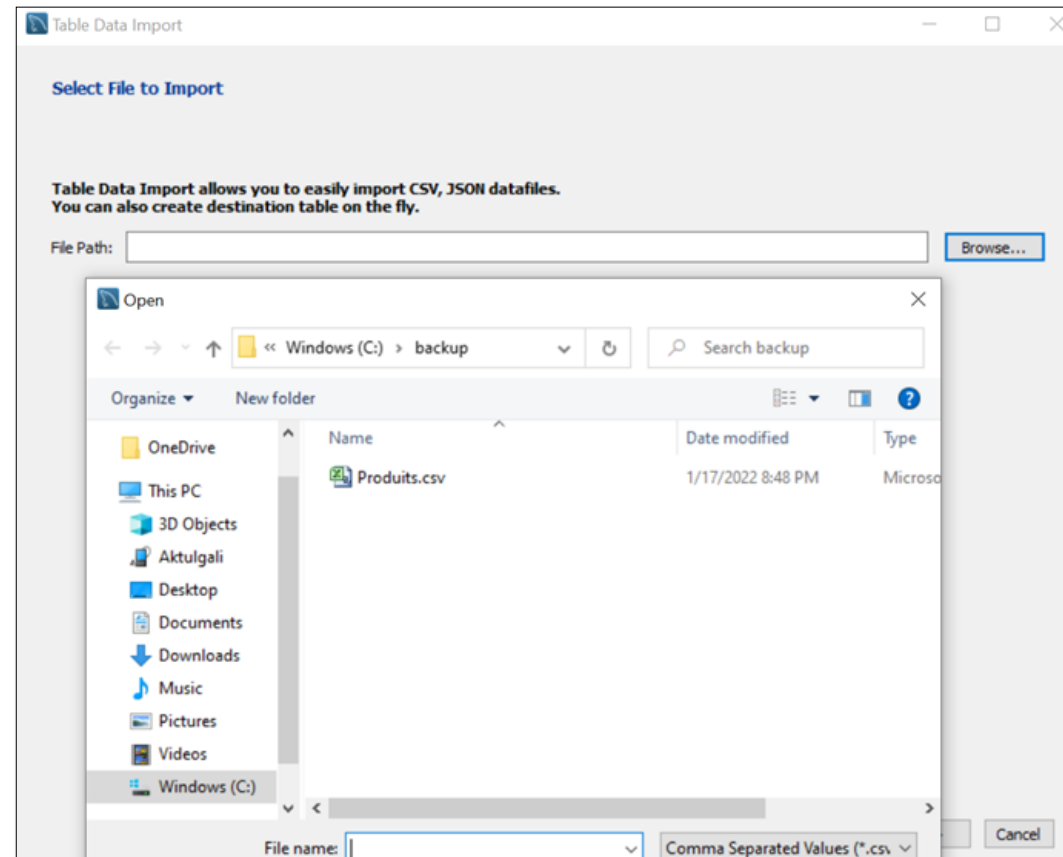 Table Data Import
Select File to Import
Table Data Import allows you to easily import CSV, JSON datafiles.
You can also create destination table on the fly.
File Path:
Browse...
Open
« Windows (C:) › backup
Search backup
Organize
New folder
?
OneDrive
This PC
3D Objects
Aktulgali
Desktop
Documents
Downloads
Music
Pictures
Videos
Windows (C:)
Name Date modified Type
Produits.csv 1/17/2022 8:48 PM Microso
File name:
Comma Separated Values (*.csv
Cancel